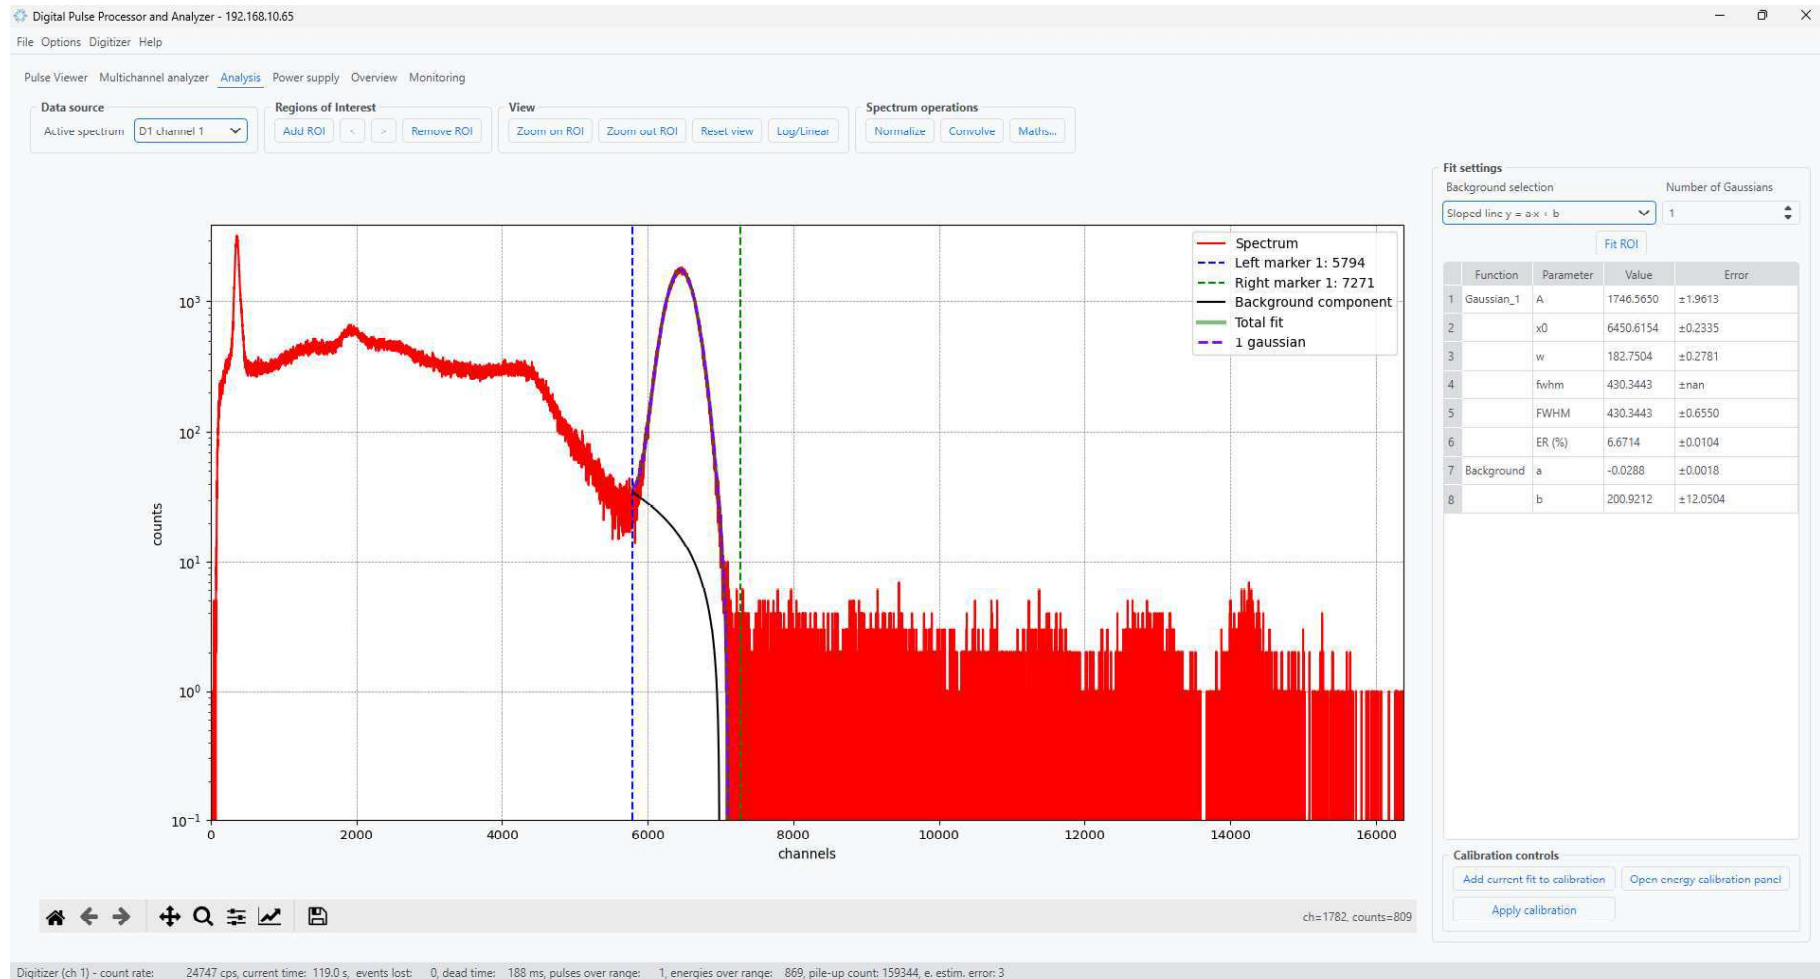 Digital Pulse Processor and Analyzer - 192.168.10.65
File Options Digitizer Help
Pulse Viewer Multichannel analyzer Analysis Power supply Overview Monitoring
Data source
Active spectrum D1 channel 1
Regions of Interest
Add ROI < > Remove ROI
View
Zoom on ROI Zoom out ROI Reset view Log/Linear
Spectrum operations
Normalize Convolve Maths...
Fit settings
Background selection Number of Gaussians
Sloped line y = a·x + b 1
Fit ROI
Function Parameter Value Error
1 Gaussian_1 A 1746.5650 ±1.9613
2 x0 6450.6154 ±0.2335
3 w 182.7504 ±0.2781
4 fwhm 430.3443 ±nan
5 FWHM 430.3443 ±0.6550
6 ER (%) 6.6714 ±0.0104
7 Background a -0.0288 ±0.0018
8 b 200.9212 ±12.0504
Spectrum
Left marker 1: 5794
Right marker 1: 7271
Background component
Total fit
1 gaussian
counts
10³
10²
10¹
10⁰
10⁻¹
0 2000 4000 6000 8000 10000 12000 14000 16000
channels
Calibration controls
Add current fit to calibration Open energy calibration panel
Apply calibration
ch=1782, counts=809
Digitizer (ch 1) - count rate: 24747 cps, current time: 119.0 s, events lost: 0, dead time: 188 ms, pulses over range: 1, energies over range: 869, pile-up count: 159344, e. estim. error: 3